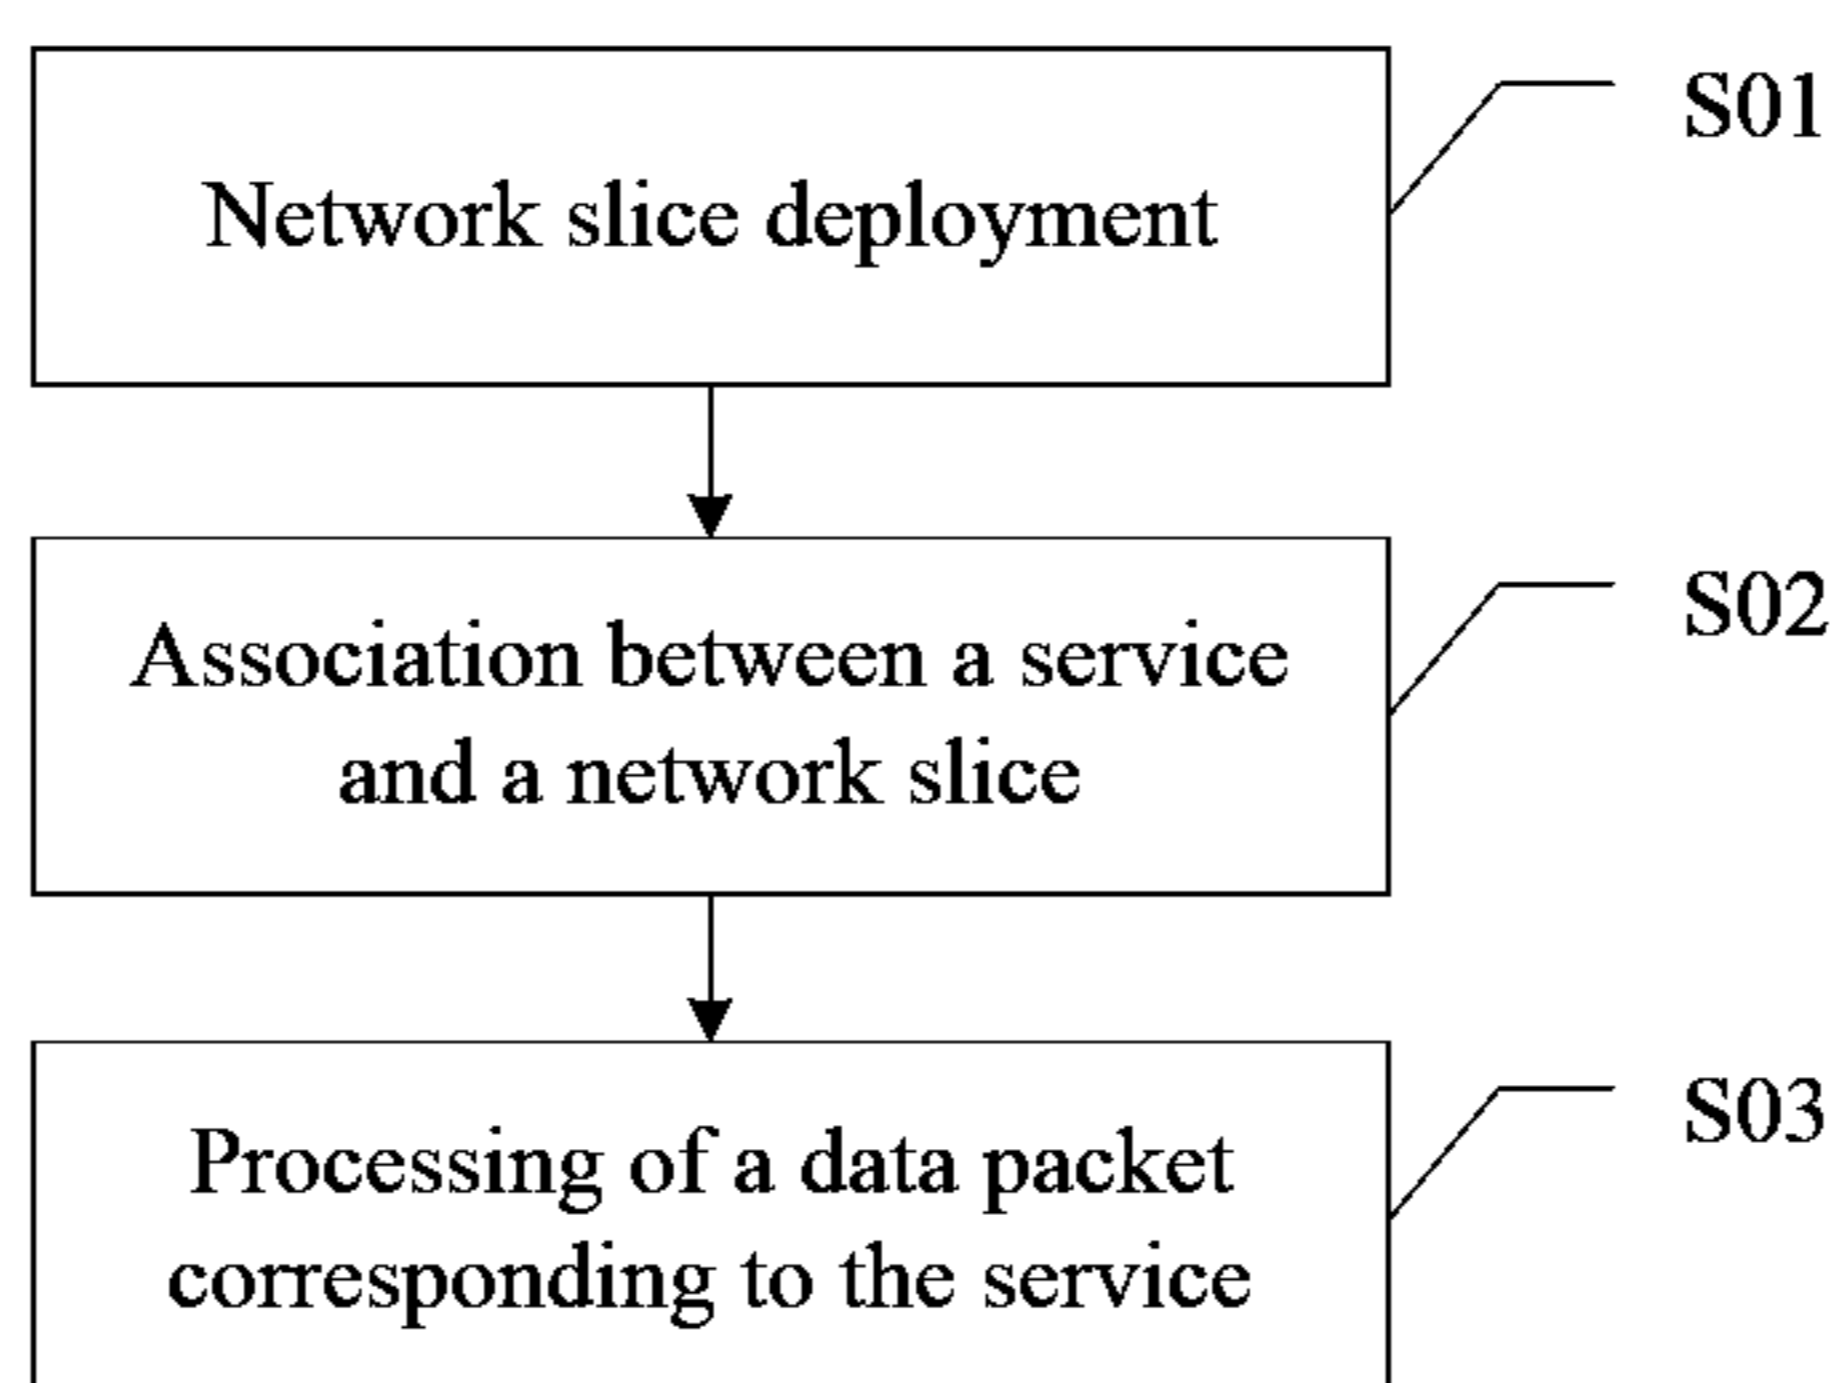 Network slice deployment
S01
Association between a service
and a network slice
S02
Processing of a data packet
corresponding to the service
S03